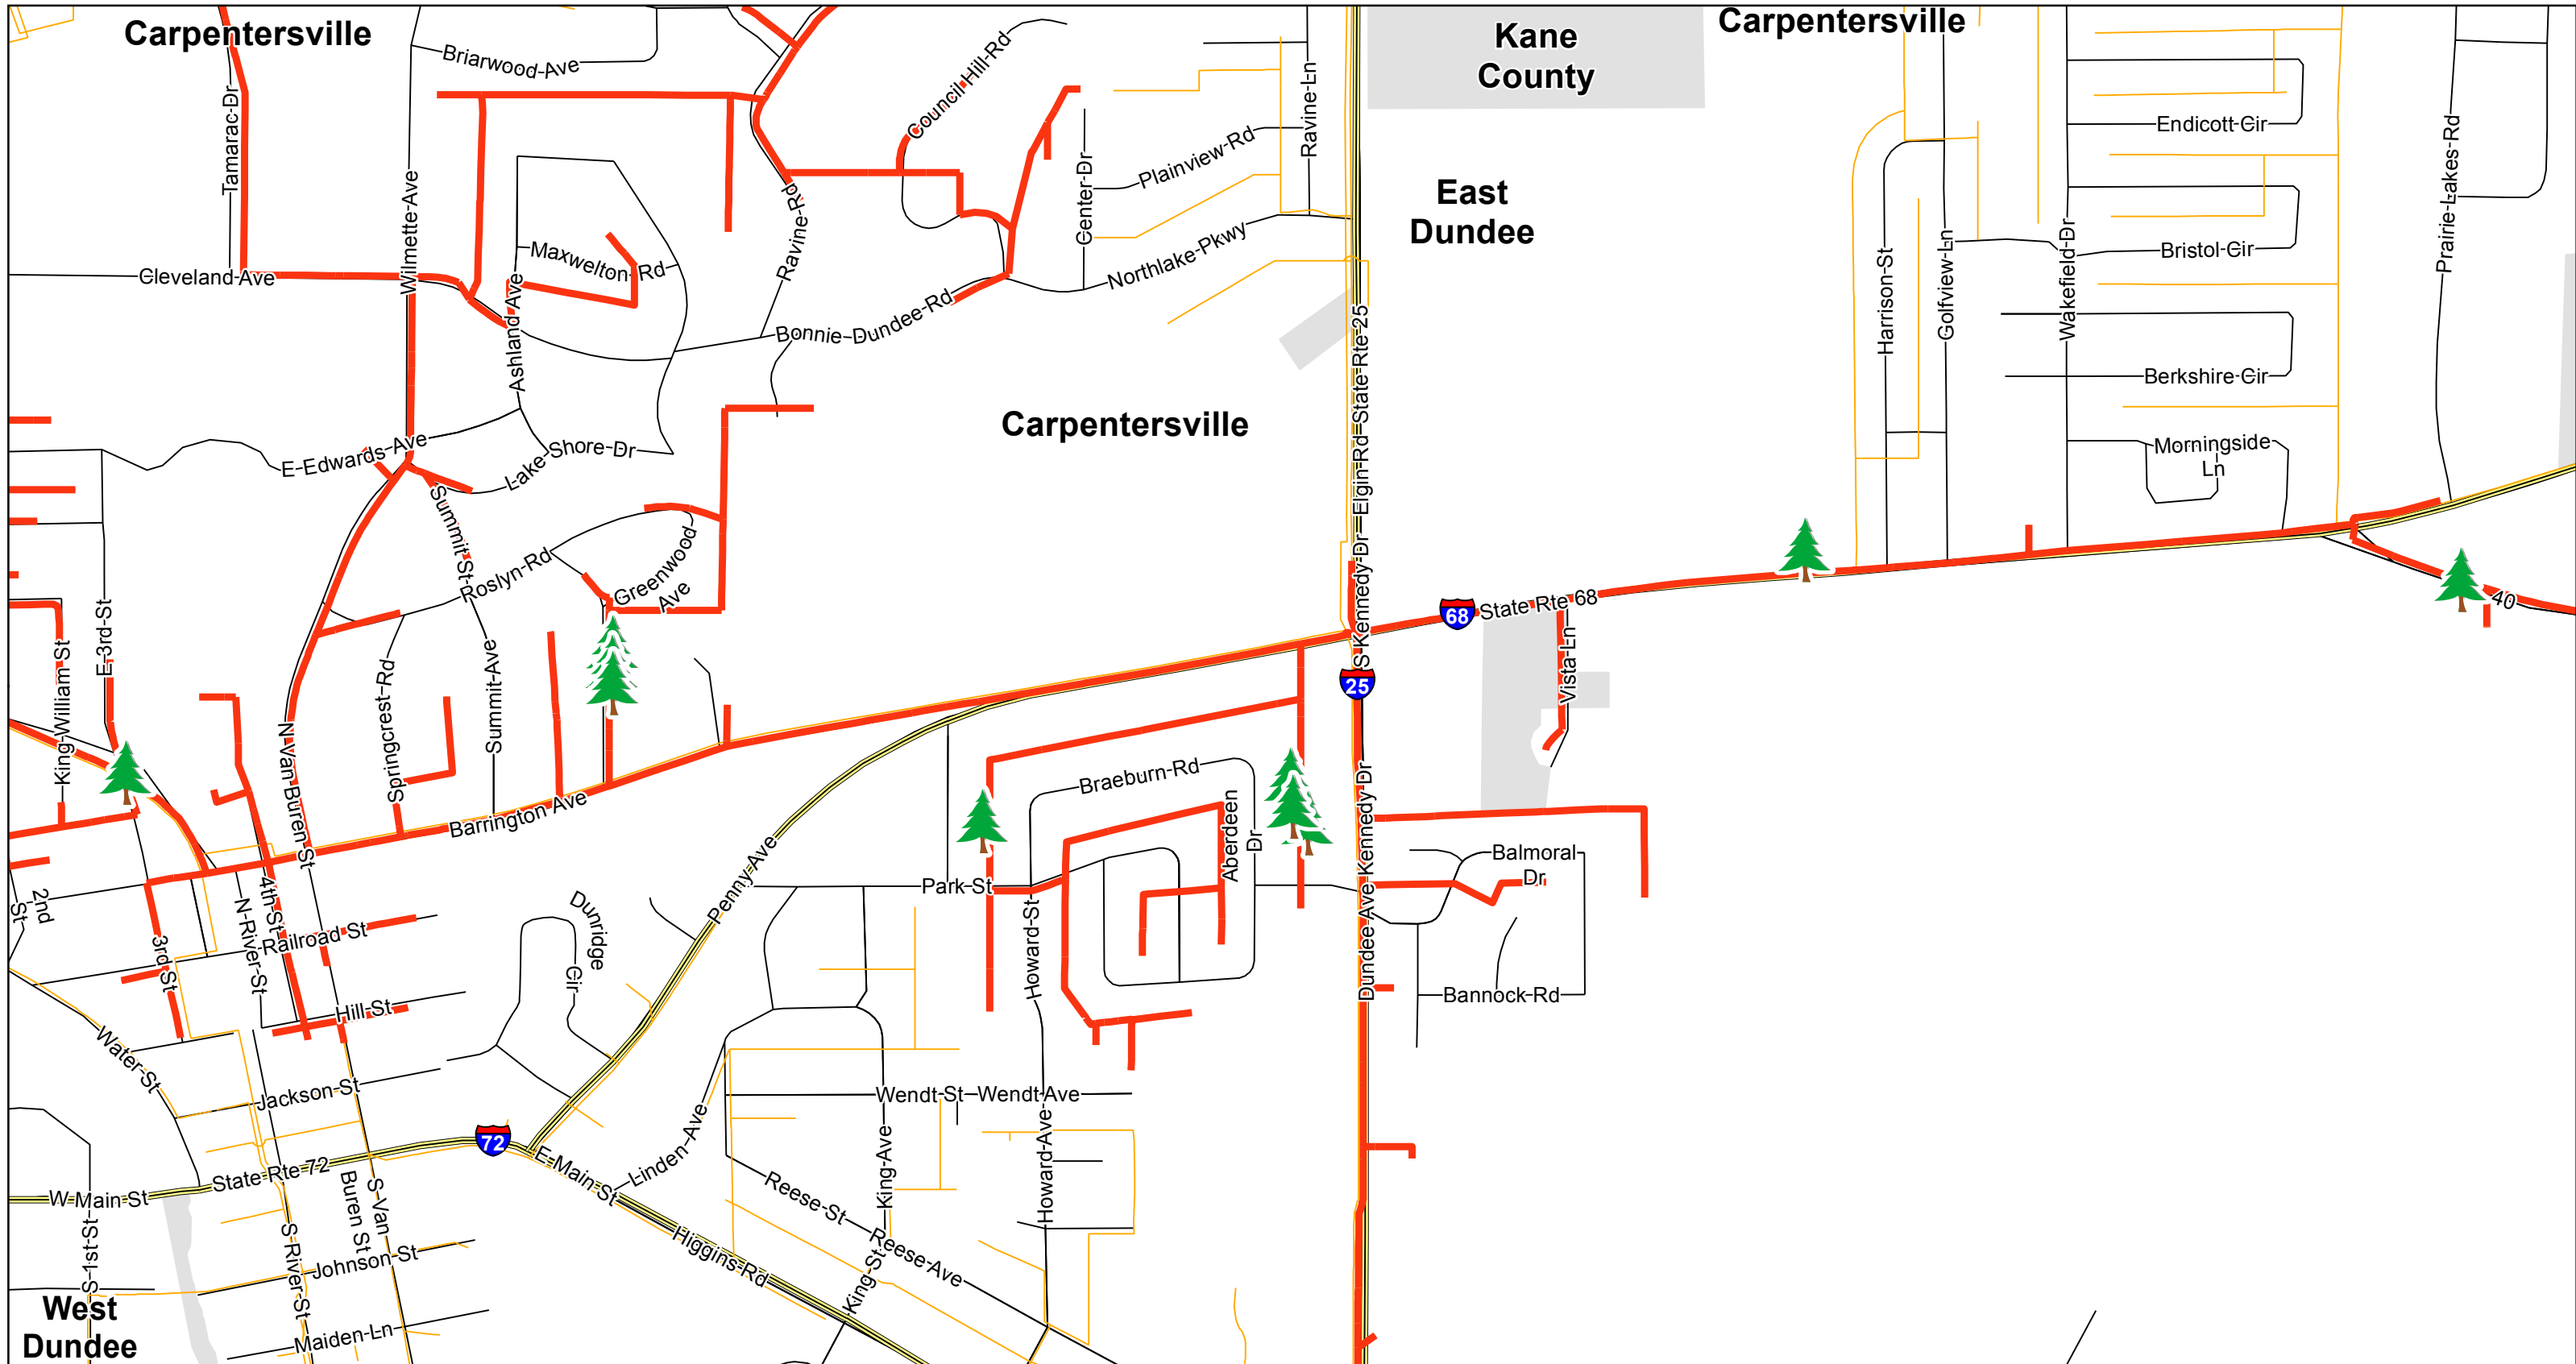 Carpentersville
Kane
County
Carpentersville
Briarwood-Ave
Council Hill-Rd
Ravine-Ln
Tamarac-Dr
Wilmette-Ave
Plainview-Rd
Center-Dr
Endicott-Cir
Prairie-Lakes-Rd
East
Dundee
Ravine-Rd
Maxwelton-Rd
Northlake-Pkwy
Harrison-St
Golfview-Ln
Wakefield-Dr
Bristol-Cir
Cleveland-Ave
Ashland-Ave
Bonnie-Dundee-Rd
Elgin-Rd-State-Rte-25
Berkshire-Cir
Carpentersville
E-Edwards-Ave
Lake Shore-Dr
Morningside
Ln
Summit-St
Roslyn-Rd
Greenwood
Ave
S-Kennedy-Dr
68
State Rte 68
40
25
E-3rd-St
King-William St
Springcrest-Rd
Summit-Ave
Vista-Ln
N-Van-Buren-St
Barrington Ave
Braeburn-Rd
Aberdeen
Dr
Dundee-Ave-Kennedy-Dr
Balmoral
Dr
Penny-Ave
Park-St
2nd
St
4th-St
N-River-St
3rd St
Railroad St
Dunridge
Cir
Howard-St
Hill-St
Bannock-Rd
Water-St
Jackson-St
Wendt-St
Wendt Ave
72
State Rte 72
W-Main-St
E-Main-St
Linden-Ave
King-Ave
Howard-Ave
Reese-St
Reese-Ave
S-1st-St
S-River-St
S-Van
Buren St
Johnson-St
Higgins-Rd
King-St
West
Dundee
Maiden-Ln